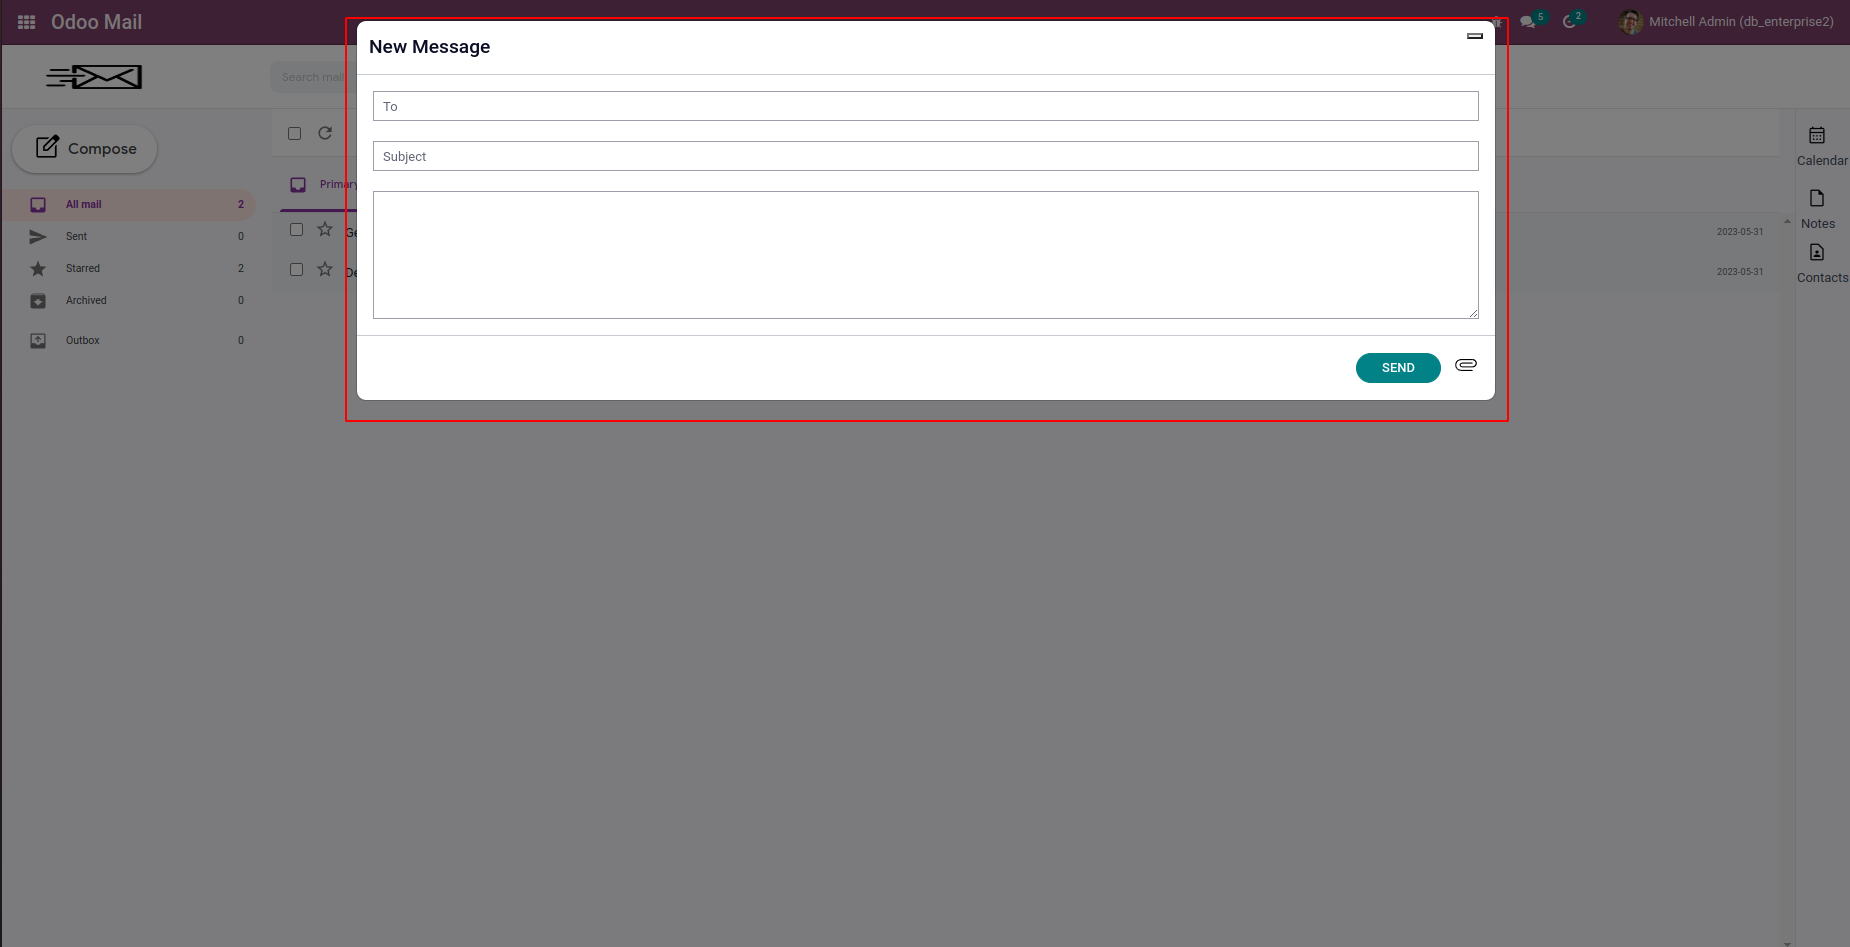 Odoo Mail
5
2
Mitchell Admin (db_enterprise2)
New Message
Search mail
To
Compose
Subject
Primary
All mail 2
Sent 0
Starred 2
Archived 0
Outbox 0
Ge
De
2023-05-31
2023-05-31
Calendar
Notes
Contacts
SEND